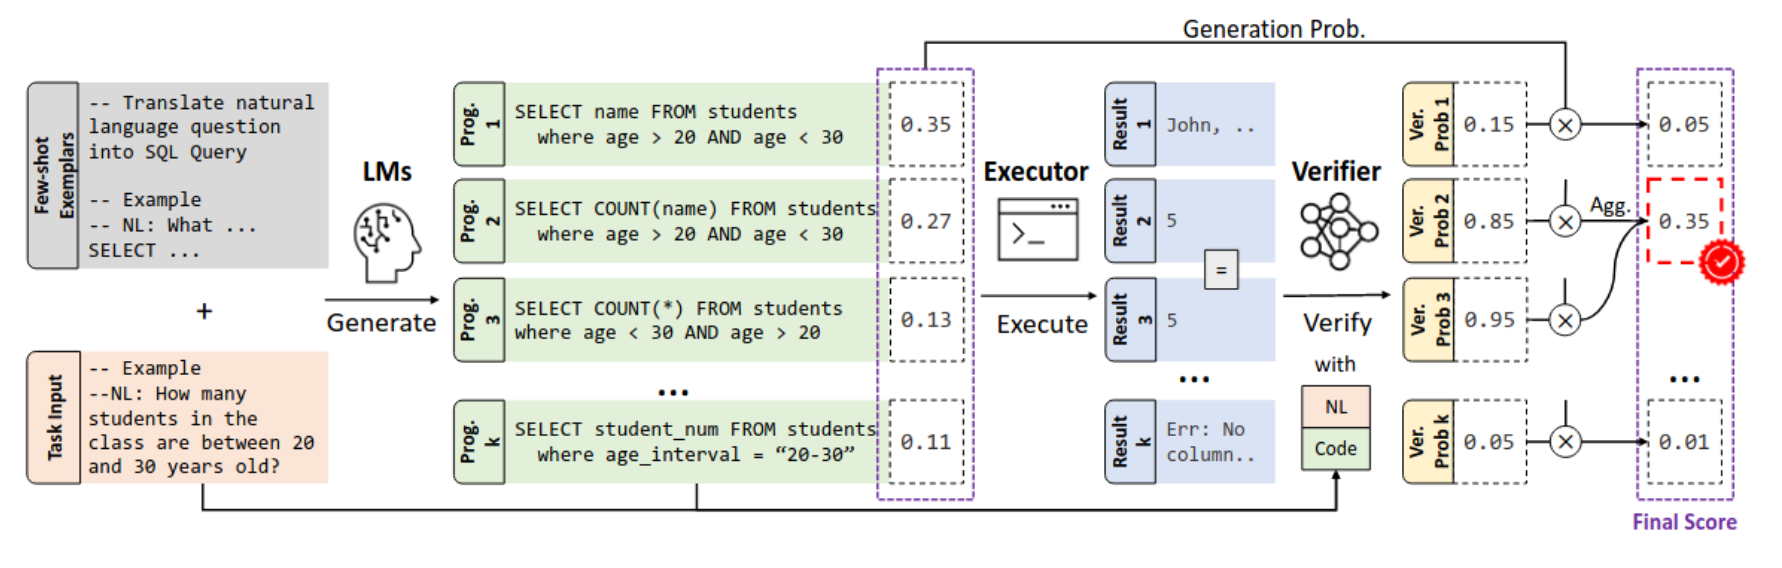 Generation Prob.
Few-shot
Exemplars
-- Translate natural
language question
into SQL Query
-- Example
-- NL: What ...
SELECT ...
+
Task Input
-- Example
--NL: How many
students in the
class are between 20
and 30 years old?
LMs
Generate
Prog.
1
SELECT name FROM students
where age > 20 AND age < 30
0.35
Prog.
2
SELECT COUNT(name) FROM students
where age > 20 AND age < 30
0.27
Prog.
3
SELECT COUNT(*) FROM students
where age < 30 AND age > 20
0.13
...
Prog.
k
SELECT student_num FROM students
where age_interval = “20-30”
0.11
Executor
>_
Execute
Result
1
John, ..
Result
2
5
=
Result
3
5
...
Result
k
Err: No
column..
Verifier
Verify
with
NL
Code
Ver.
Prob 1
0.15
×
0.05
Ver.
Prob 2
0.85
×
Agg.
0.35
Ver.
Prob 3
0.95
×
...
Ver.
Prob k
0.05
×
0.01
Final Score